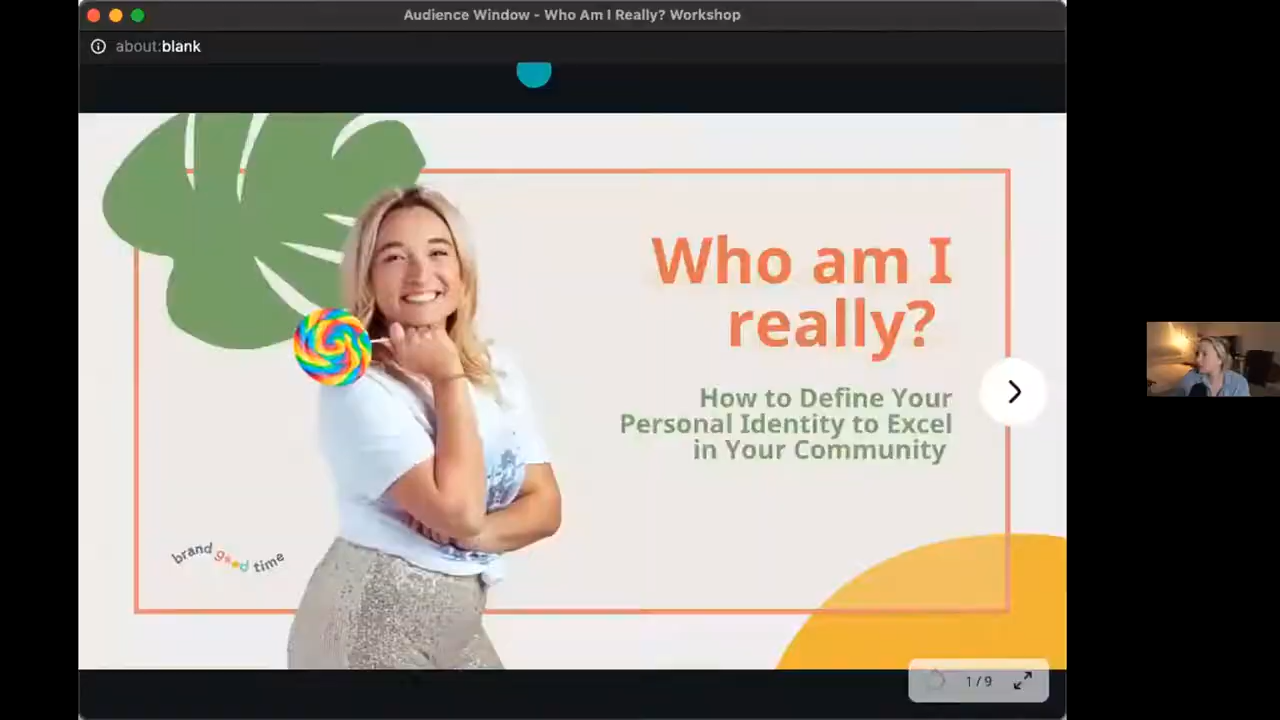 Audience Window - Who Am I Really? Workshop
about:blank
Who am I
really?
How to Define Your
Personal Identity to Excel
in Your Community
brand good time
1 / 9